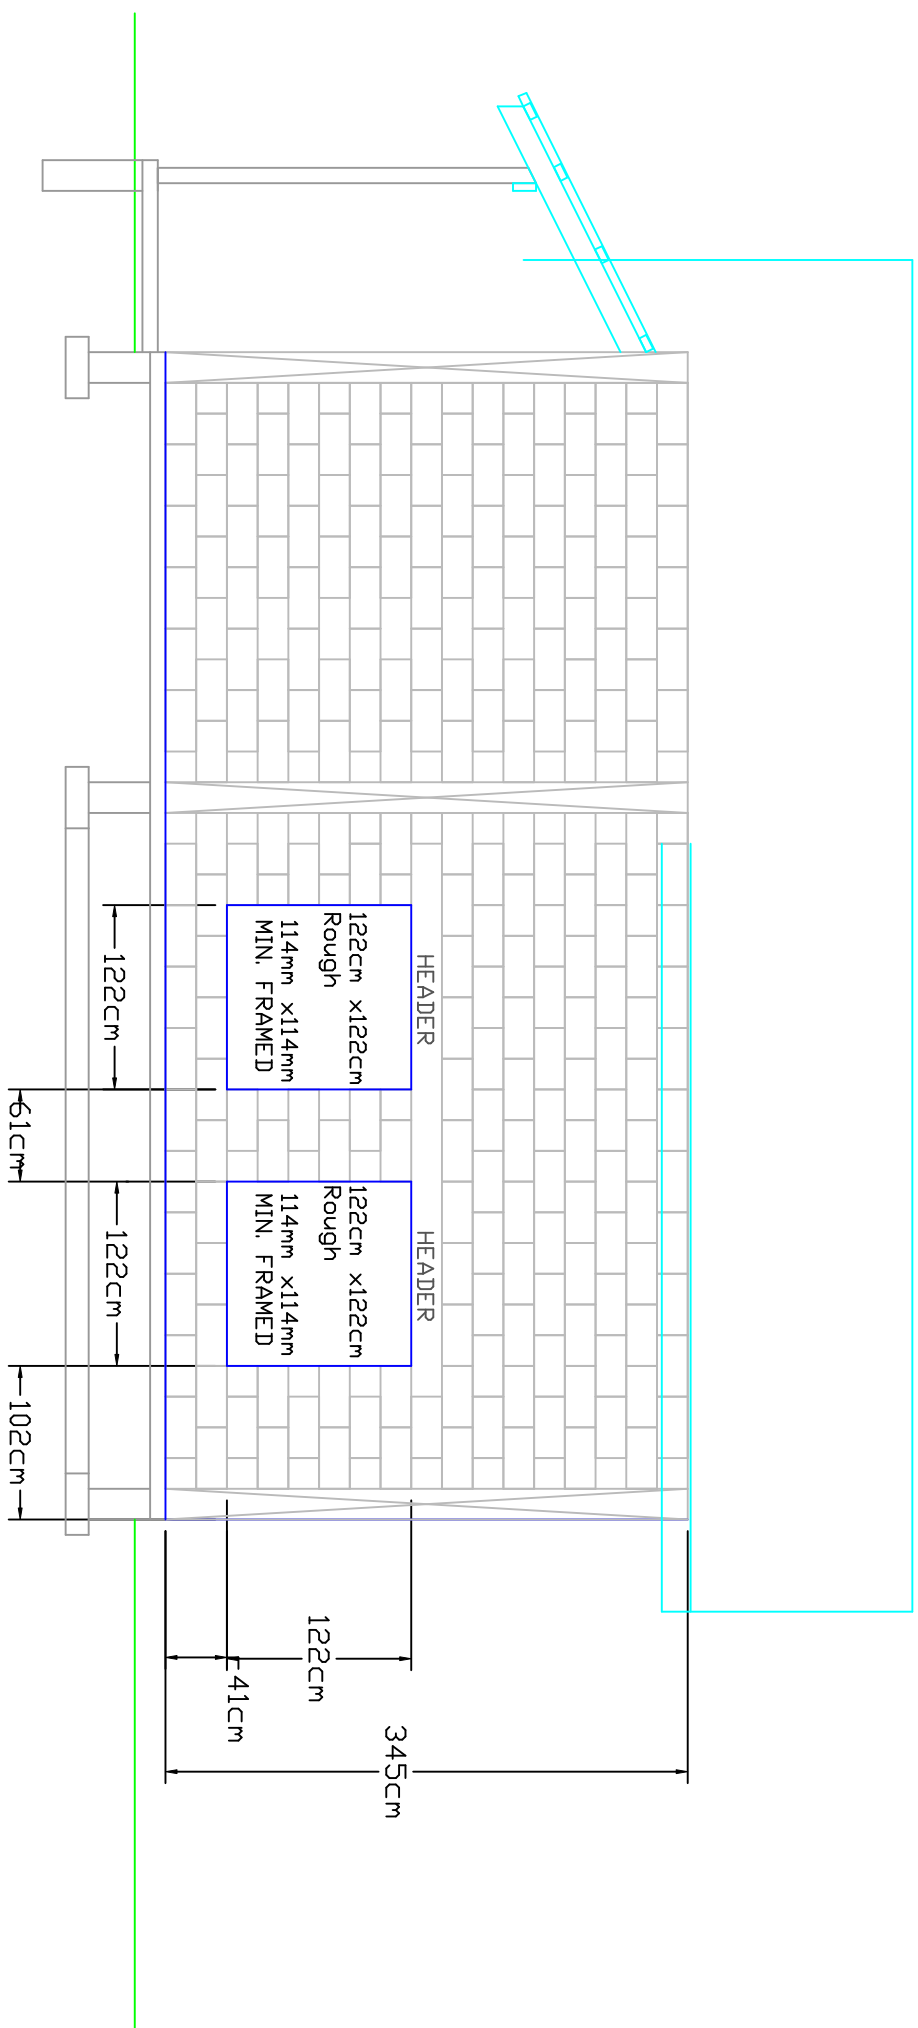 HEADER
122cm x122cm
Rough
114mm x114mm
MIN. FRAMED
HEADER
122cm x122cm
Rough
114mm x114mm
MIN. FRAMED
122cm
61cm
122cm
102cm
41cm
122cm
345cm